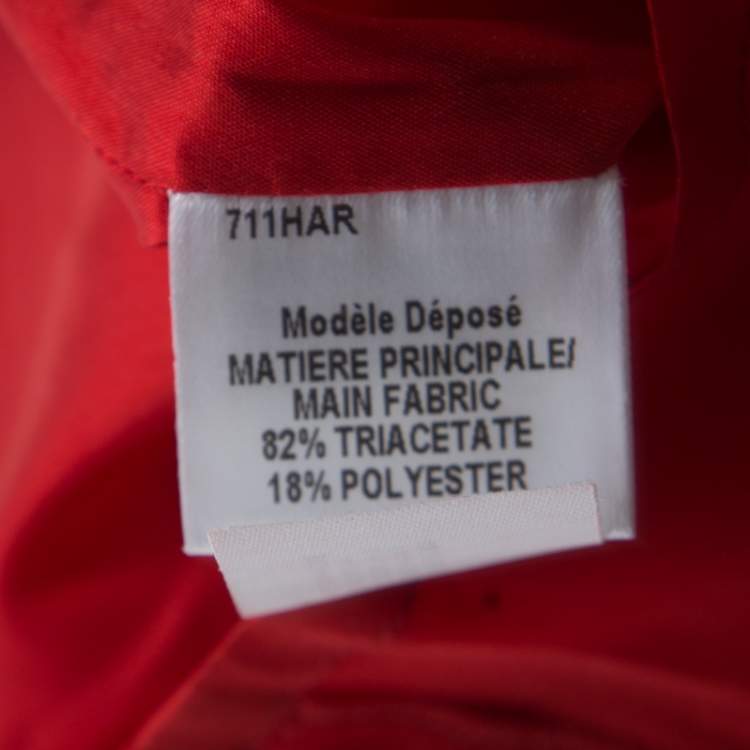 711HAR
Modèle Déposé
MATIERE PRINCIPALE/
MAIN FABRIC
82% TRIACETATE
18% POLYESTER